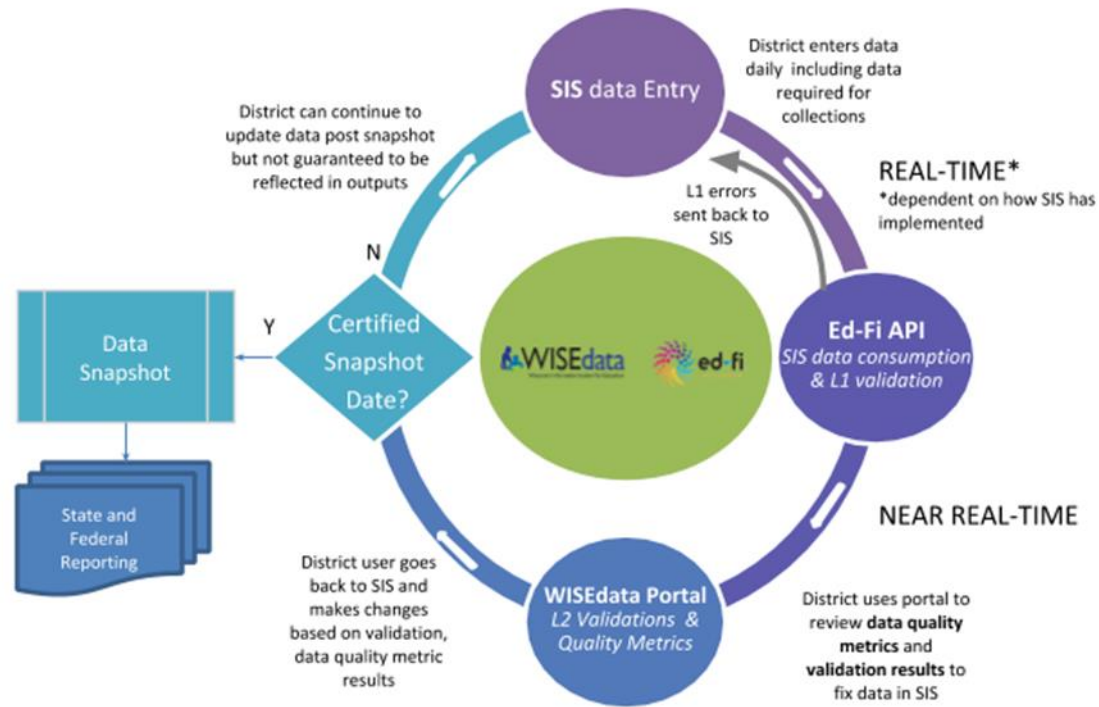 SIS data Entry
District enters data
daily including data
required for
collections
District can continue to
update data post snapshot
but not guaranteed to be
reflected in outputs
REAL-TIME*
*dependent on how SIS has
implemented
L1 errors
sent back to
SIS
N
Y
Data
Snapshot
Certified
Snapshot
Date?
WISEdata
ed-fi
Ed-Fi API
SIS data consumption
& L1 validation
State and
Federal
Reporting
NEAR REAL-TIME
District user goes
back to SIS and
makes changes
based on validation,
data quality metric
results
WISEdata Portal
L2 Validations &
Quality Metrics
District uses portal to
review data quality
metrics and
validation results to
fix data in SIS